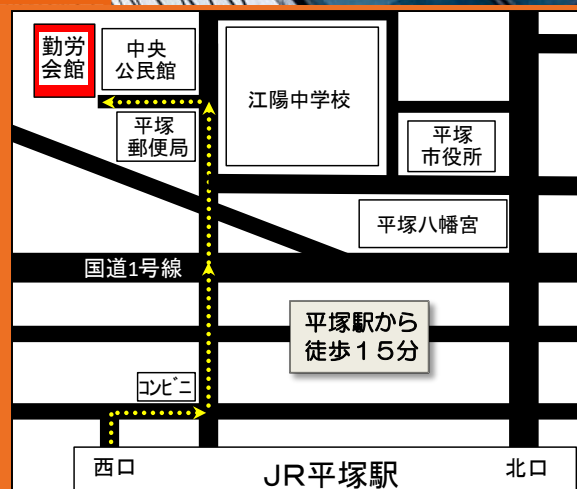 勤労
会館
中央
公民館
江陽中学校
平塚
郵便局
平塚
市役所
平塚八幡宮
国道1号線
平塚駅から
徒歩15分
コンビニ
西口
JR平塚駅
北口